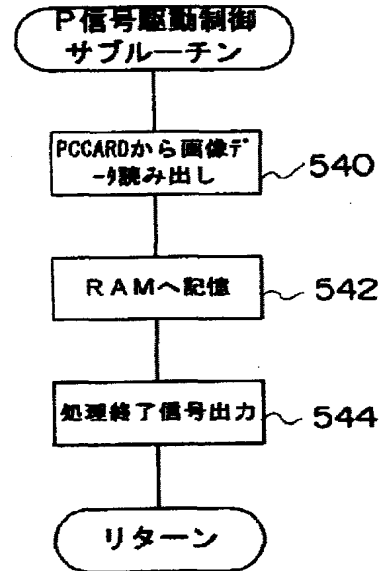 P信号駆動制御
サブルーチン
PCCARDから画像デ
ータ読み出し
540
RAMへ記憶
542
処理終了信号出力
544
リターン